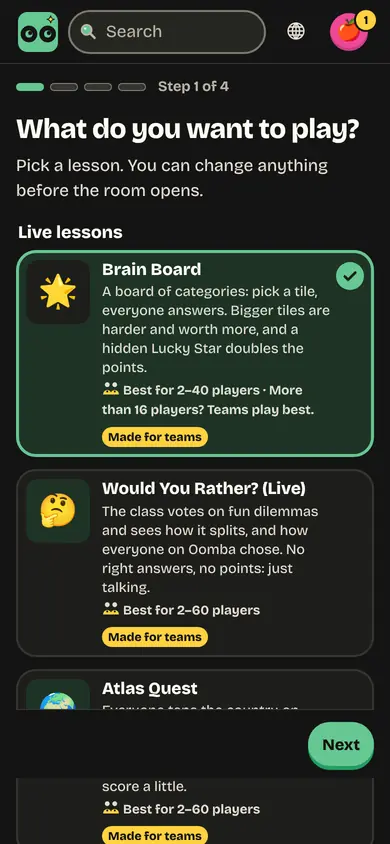 Search
1
Step 1 of 4
What do you want to play?
Pick a lesson. You can change anything
before the room opens.
Live lessons
Brain Board
A board of categories: pick a tile,
everyone answers. Bigger tiles are
harder and worth more, and a
hidden Lucky Star doubles the
points.
Best for 2–40 players · More
than 16 players? Teams play best.
Made for teams
Would You Rather? (Live)
The class votes on fun dilemmas
and sees how it splits, and how
everyone on Oomba chose. No
right answers, no points: just
talking.
Best for 2–60 players
Made for teams
Atlas Quest
Everyone taps the country on
Next
score a little.
Best for 2–60 players
Made for teams